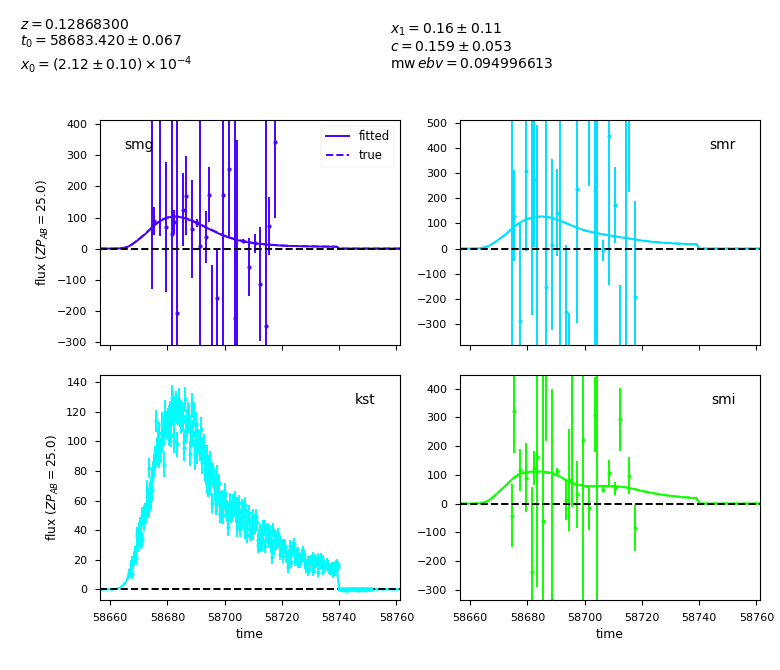 z = 0.12868300
t₀ = 58683.420 ± 0.067
x₀ = (2.12 ± 0.10) × 10⁻⁴
x₁ = 0.16 ± 0.11
c = 0.159 ± 0.053
mw ebv = 0.094996613
smg
fitted
true
400
300
200
100
0
−100
−200
−300
flux (ZP_AB = 25.0)
smr
500
400
300
200
100
0
−100
−200
−300
kst
140
120
100
80
60
40
20
0
flux (ZP_AB = 25.0)
58660 58680 58700 58720 58740 58760
time
smi
400
300
200
100
0
−100
−200
−300
58660 58680 58700 58720 58740 58760
time